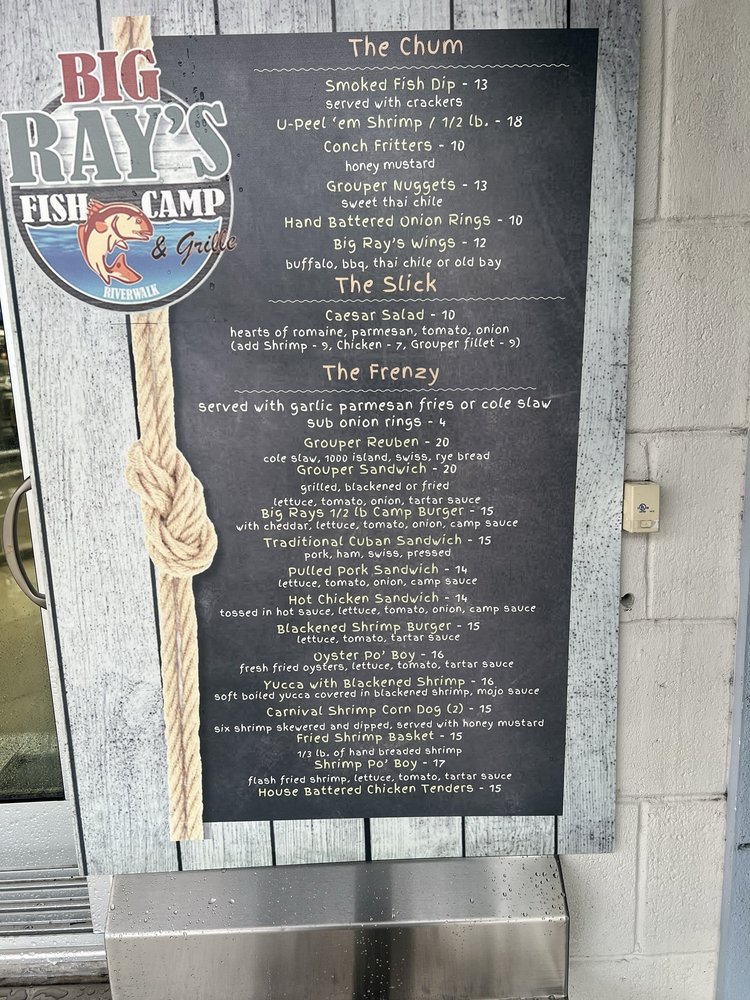 BIG
RAY'S
FISH CAMP
& Grille
RIVERWALK
The Chum
Smoked Fish Dip - 13
served with crackers
U-Peel 'em Shrimp / 1/2 lb. - 18
Conch Fritters - 10
honey mustard
Grouper Nuggets - 13
sweet thai chile
Hand Battered Onion Rings - 10
Big Ray's Wings - 12
buffalo, bbq, thai chile or old bay
The Slick
Caesar Salad - 10
hearts of romaine, parmesan, tomato, onion
(add Shrimp - 9, Chicken - 7, Grouper fillet - 9)
The Frenzy
served with garlic parmesan fries or cole slaw
sub onion rings - 4
Grouper Reuben - 20
cole slaw, 1000 island, swiss, rye bread
Grouper Sandwich - 20
grilled, blackened or fried
lettuce, tomato, onion, tartar sauce
Big Rays 1/2 lb Camp Burger - 15
with cheddar, lettuce, tomato, onion, camp sauce
Traditional Cuban Sandwich - 15
pork, ham, swiss, pressed
Pulled Pork Sandwich - 14
lettuce, tomato, onion, camp sauce
Hot Chicken Sandwich - 14
tossed in hot sauce, lettuce, tomato, onion, camp sauce
Blackened Shrimp Burger - 15
lettuce, tomato, tartar sauce
Oyster Po' Boy - 16
fresh fried oysters, lettuce, tomato, tartar sauce
Yucca with Blackened Shrimp - 16
soft boiled yucca covered in blackened shrimp, mojo sauce
Carnival Shrimp Corn Dog (2) - 15
six shrimp skewered and dipped, served with honey mustard
Fried Shrimp Basket - 15
1/3 lb. of hand breaded shrimp
Shrimp Po' Boy - 17
flash fried shrimp, lettuce, tomato, tartar sauce
House Battered Chicken Tenders - 15